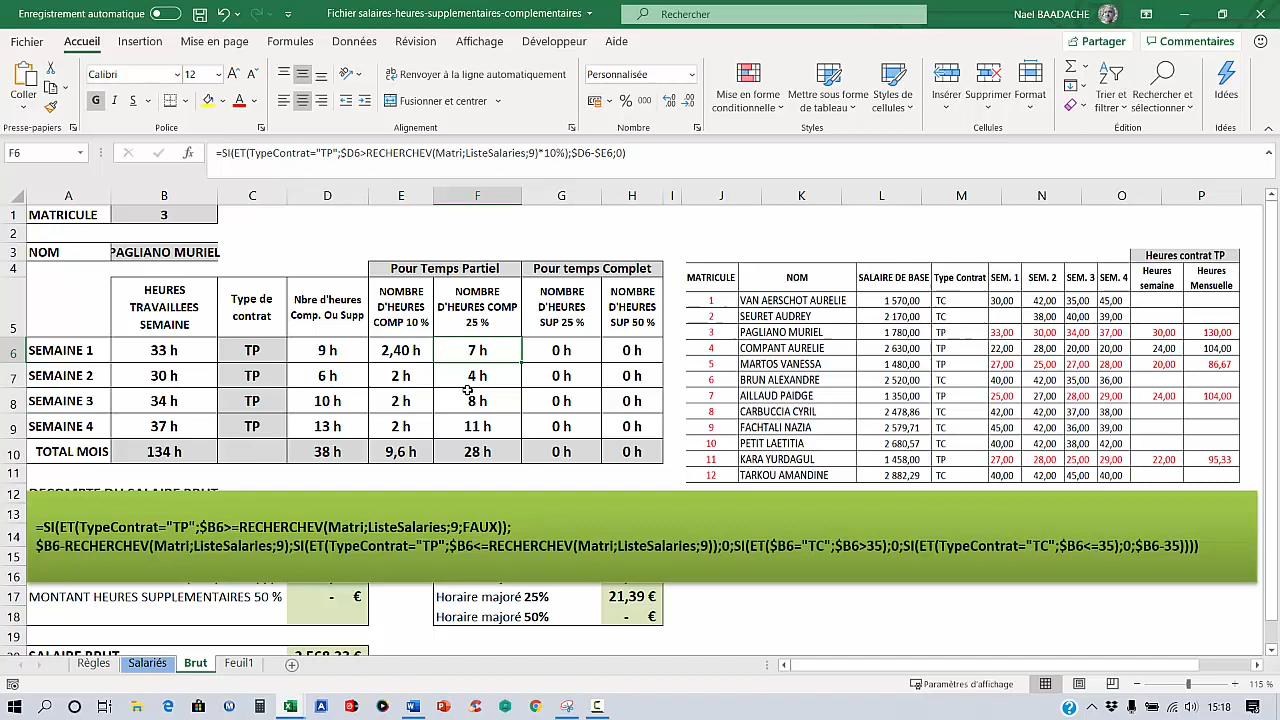 Enregistrement automatique
Fichier salaires-heures-supplementaires-complementaires
Rechercher
Nael BAADACHE
Fichier Accueil Insertion Mise en page Formules Données Révision Affichage Développeur Aide Partager Commentaires
Coller
Calibri 12
Renvoyer à la ligne automatiquement
Personnalisée
G I S
Fusionner et centrer
% 000
Mise en forme conditionnelle
Mettre sous forme de tableau
Styles de cellules
Insérer Supprimer Format
Trier et filtrer
Rechercher et sélectionner
Idées
Presse-papiers Police Alignement Nombre Styles Cellules Édition Idées
F6 fx =SI(ET(TypeContrat="TP";$D6>RECHERCHEV(Matri;ListeSalaries;9)*10%);$D6-$E6;0)
A B C D E F G H I J K L M N O P
1 MATRICULE 3
2
3 NOM PAGLIANO MURIEL Heures contrat TP
4 Pour Temps Partiel Pour temps Complet
MATRICULE NOM SALAIRE DE BASE Type Contrat SEM. 1 SEM. 2 SEM. 3 SEM. 4 Heures semaine Heures Mensuelle
5 HEURES TRAVAILLEES SEMAINE Type de contrat Nbre d'heures Comp. Ou Supp NOMBRE D'HEURES COMP 10 % NOMBRE D'HEURES COMP 25 % NOMBRE D'HEURES SUP 25 % NOMBRE D'HEURES SUP 50 %
1 VAN AERSCHOT AURELIE 1 570,00 TC 30,00 42,00 35,00 45,00
2 SEURET AUDREY 2 170,00 TC 38,00 40,00 39,00
3 PAGLIANO MURIEL 1 780,00 TP 33,00 30,00 34,00 37,00 30,00 130,00
6 SEMAINE 1 33 h TP 9 h 2,40 h 7 h 0 h 0 h
4 COMPANT AURELIE 2 630,00 TP 22,00 28,00 20,00 20,00 24,00 104,00
5 MARTOS VANESSA 1 480,00 TP 27,00 25,00 28,00 27,00 20,00 86,67
7 SEMAINE 2 30 h TP 6 h 2 h 4 h 0 h 0 h
6 BRUN ALEXANDRE 2 520,00 TC 40,00 42,00 35,00 36,00
7 AILLAUD PAIDGE 1 350,00 TP 25,00 27,00 28,00 29,00 24,00 104,00
8 SEMAINE 3 34 h TP 10 h 2 h 8 h 0 h 0 h
8 CARBUCCIA CYRIL 2 478,86 TC 42,00 42,00 37,00 38,00
9 FACHTALI NAZIA 2 579,71 TC 45,00 42,00 36,00 39,00
9 SEMAINE 4 37 h TP 13 h 2 h 11 h 0 h 0 h
10 PETIT LAETITIA 2 680,57 TC 40,00 42,00 38,00 42,00
10 TOTAL MOIS 134 h 38 h 9,6 h 28 h 0 h 0 h
11 KARA YURDAGUL 1 458,00 TP 27,00 28,00 25,00 29,00 22,00 95,33
12 TARKOU AMANDINE 2 882,29 TC 40,00 42,00 45,00 40,00
11
12 DECOMPTE DU SALAIRE BRUT
13
=SI(ET(TypeContrat="TP";$B6>=RECHERCHEV(Matri;ListeSalaries;9;FAUX));
14
$B6-RECHERCHEV(Matri;ListeSalaries;9);SI(ET(TypeContrat="TP";$B6<=RECHERCHEV(Matri;ListeSalaries;9));0;SI(ET($B6="TC";$B6>35);0;SI(ET(TypeContrat="TC";$B6<=35);0;$B6-35))))
16
17 MONTANT HEURES SUPPLEMENTAIRES 50 % - € Horaire majoré 25% 21,39 €
18 Horaire majoré 50% - €
19
20 SALAIRE BRUT 2 568,33 €
Règles Salariés Brut Feuil1
Paramètres d'affichage 115 %
15:18